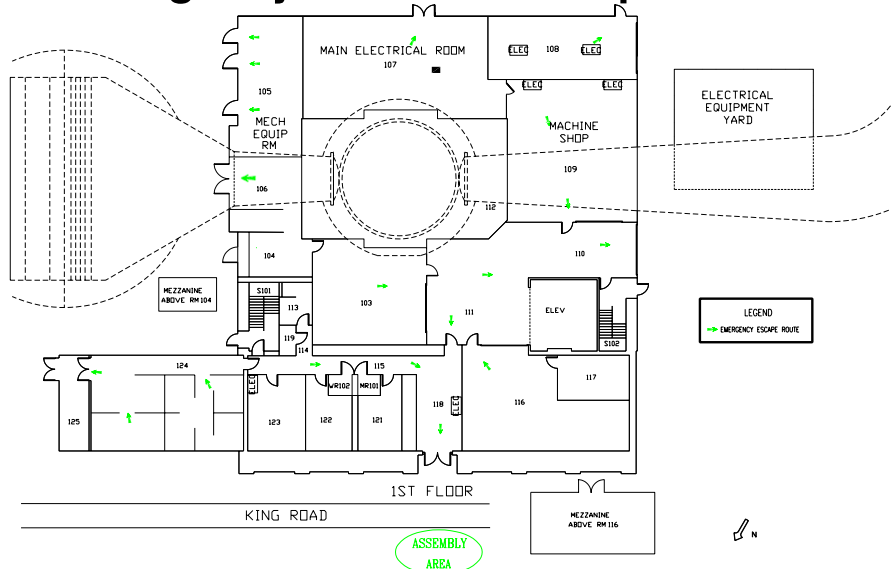 MAIN ELECTRICAL ROOM
107
ELEC
108
ELEC
105
ELEC
ELEC
MECH
EQUIP
RM
MACHINE
SHOP
109
ELECTRICAL
EQUIPMENT
YARD
106
112
104
110
MEZZANINE
ABOVE RM 104
S101
113
103
111
ELEV
LEGEND
EMERGENCY ESCAPE ROUTE
119
114
S102
124
115
117
ELEC
WR102
MR101
118
ELEC
116
125
123
122
121
1ST FLOOR
KING ROAD
MEZZANINE
ABOVE RM 116
N
ASSEMBLY
AREA